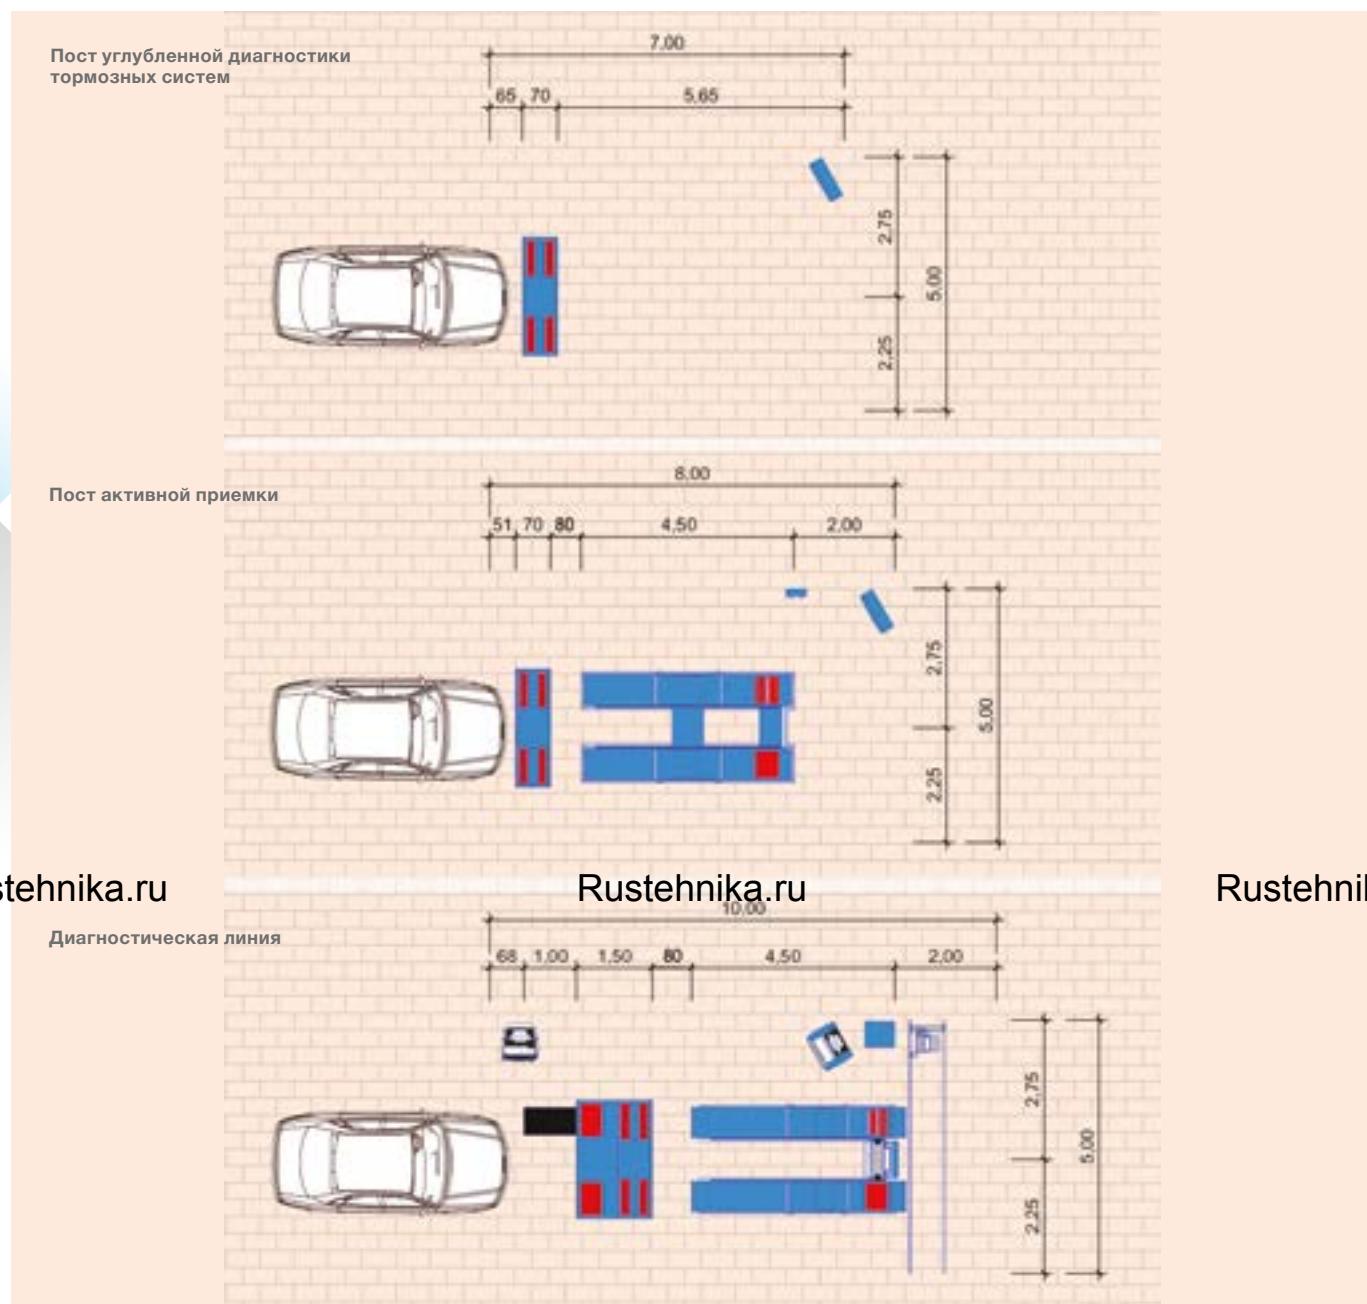 Пост углубленной диагностики
тормозных систем
7,00
65 70 5,65
2,75
5,00
2,25
Пост активной приемки
8,00
51 70 80 4,50 2,00
2,75
5,00
2,25
stehnika.ru Rustehnika.ru Rustehnil
10,00
Диагностическая линия
68 1,00 1,50 80 4,50 2,00
2,75
5,00
2,25